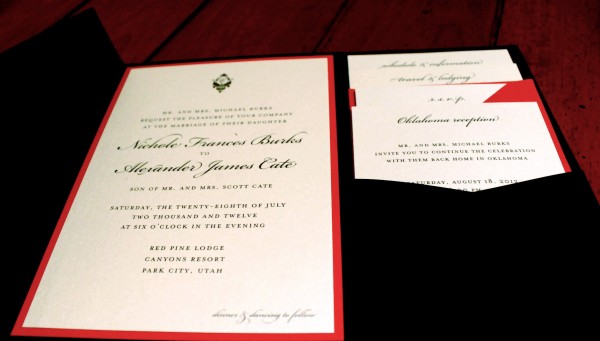 MR. AND MRS. MICHAEL BURKS
REQUEST THE PLEASURE OF YOUR COMPANY
AT THE MARRIAGE OF THEIR DAUGHTER
Nichole Frances Burks
TO
Alexander James Cate
SON OF MR. AND MRS. SCOTT CATE
SATURDAY, THE TWENTY-EIGHTH OF JULY
TWO THOUSAND AND TWELVE
AT SIX O'CLOCK IN THE EVENING
RED PINE LODGE
CANYONS RESORT
PARK CITY, UTAH
dinner & dancing to follow
schedule & information
travel & lodging
r.s.v.p.
Oklahoma reception
MR. AND MRS. MICHAEL BURKS
INVITE YOU TO CONTINUE THE CELEBRATION
WITH THEM BACK HOME IN OKLAHOMA
SATURDAY, AUGUST 18, 2012
PM